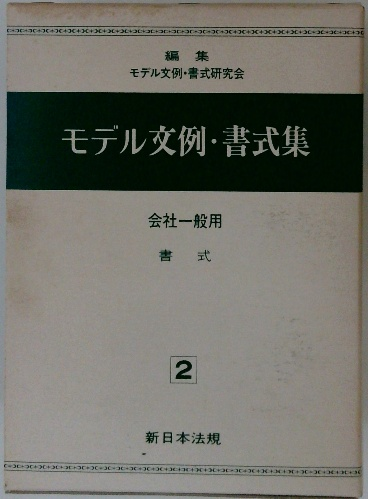 編集
モデル文例・書式研究会
モデル文例・書式集
会社一般用
書式
2
新日本法規